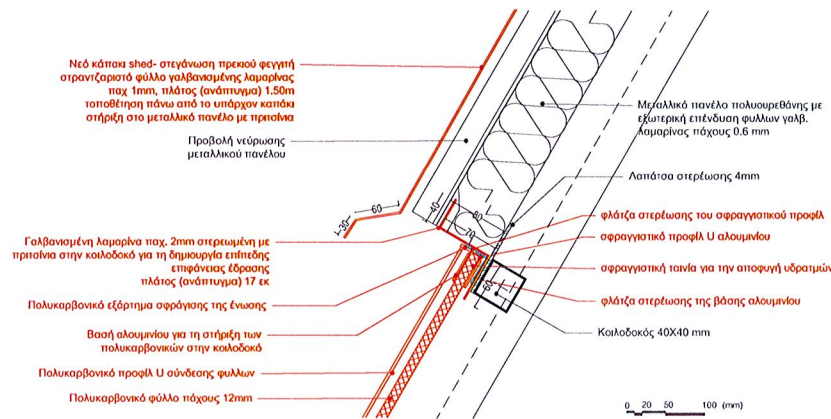 Νεό κάπακι shed- στεγάνωση πρεκιού φεγγιτή
στραντζαριστό φύλλο γαλβανισμένης λαμαρίνας
παχ 1mm, πλάτος (ανάπτυγμα) 1.50m
τοποθέτηση πάνω από το υπάρχον καπάκι
στήριξη στο μεταλλικό πανέλο με πριτσίνια
Προβολή νεύρωσης
μεταλλικού πανέλου
Γαλβανισμένη λαμαρίνα παχ. 2mm στερεωμένη με
πριτσίνια στην κοιλοδοκό για τη δημιουργία επίπεδης
επιφάνειας έδρασης
πλάτος (ανάπτυγμα) 17 εκ
Πολυκαρβονικό εξάρτημα σφράγισης της ένωσης
Βασή αλουμινίου για τη στήριξη των
πολυκαρβονικών στην κοιλοδοκό
Πολυκαρβονικό προφίλ U σύνδεσης φυλλων
Πολυκαρβονικό φύλλο πάχους 12mm
30
60
40
60
70
60
Μεταλλικό πανέλο πολυουρεθάνης με
εξωτερική επένδυση φυλλων γαλβ.
λαμαρίνας πάχους 0.6 mm
Λαπάτσα στερέωσης 4mm
φλάτζα στερέωσης του σφραγγιστικού προφίλ
σφραγγιστικό προφίλ U αλουμινίου
σφραγγιστική ταινία για την αποφυγή υδρατμών
φλάτζα στερέωσης της βάσης αλουμινίου
Κοιλοδοκός 40X40 mm
0 20 50 100 (mm)